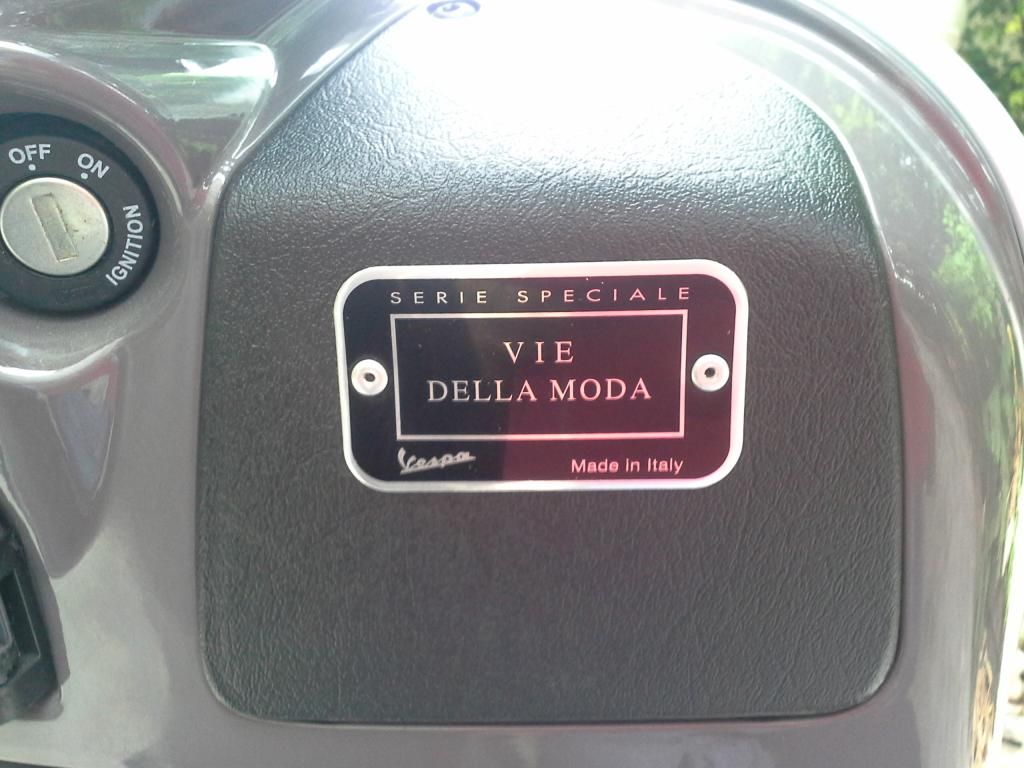 OFF ON
IGNITION
SERIE SPECIALE
VIE
DELLA MODA
Vespa Made in Italy